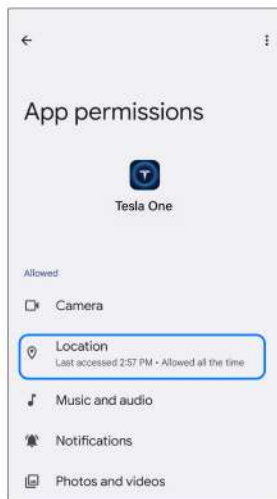 App permissions
Tesla One
Allowed
Camera
Location
Last accessed 2:57 PM • Allowed all the time
Music and audio
Notifications
Photos and videos